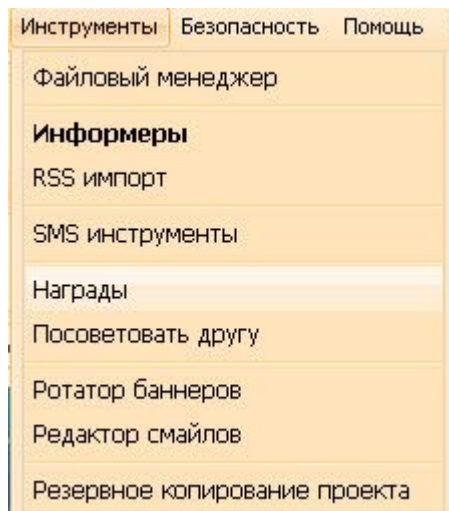 Инструменты Безопасность Помощь
Файловый менеджер
Информеры
RSS импорт
SMS инструменты
Награды
Посоветовать другу
Ротатор баннеров
Редактор смайлов
Резервное копирование проекта